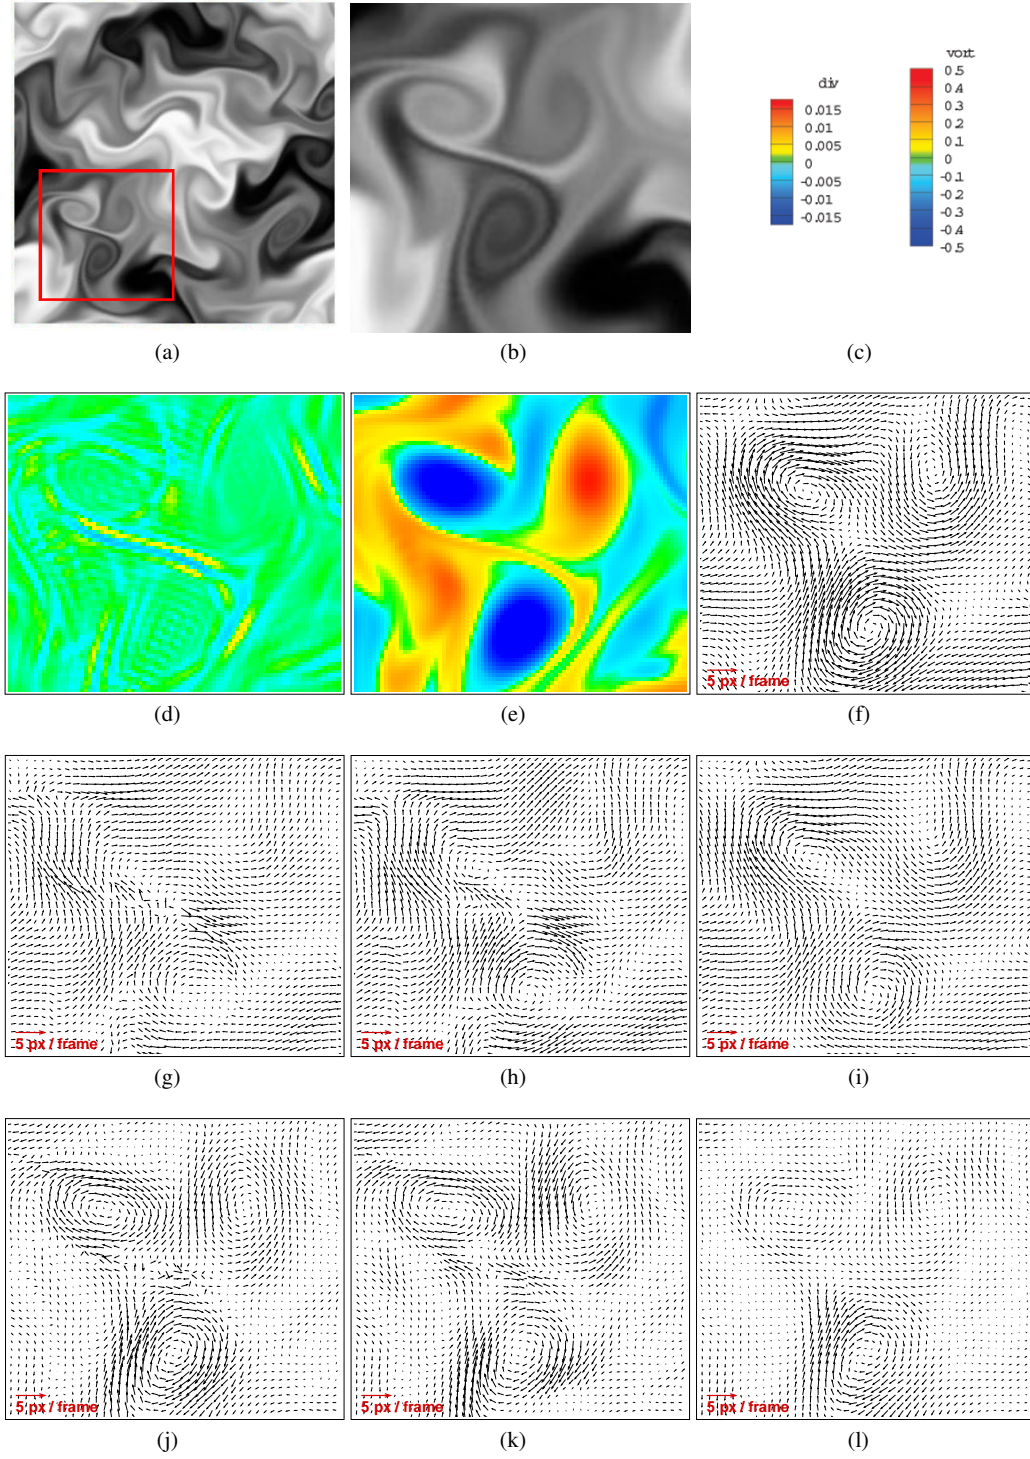 (a)
(b)
div
0.015
0.01
0.005
0
-0.005
-0.01
-0.015
vort
0.5
0.4
0.3
0.2
0.1
0
-0.1
-0.2
-0.3
-0.4
-0.5
(c)
(d)
(e)
5 px / frame
(f)
5 px / frame
(g)
5 px / frame
(h)
5 px / frame
(i)
5 px / frame
(j)
5 px / frame
(k)
5 px / frame
(l)